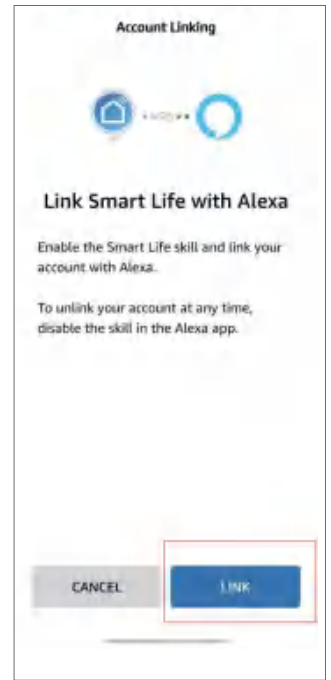 Account Linking
Link Smart Life with Alexa
Enable the Smart Life skill and link your
account with Alexa.
To unlink your account at any time,
disable the skill in the Alexa app.
CANCEL
LINK